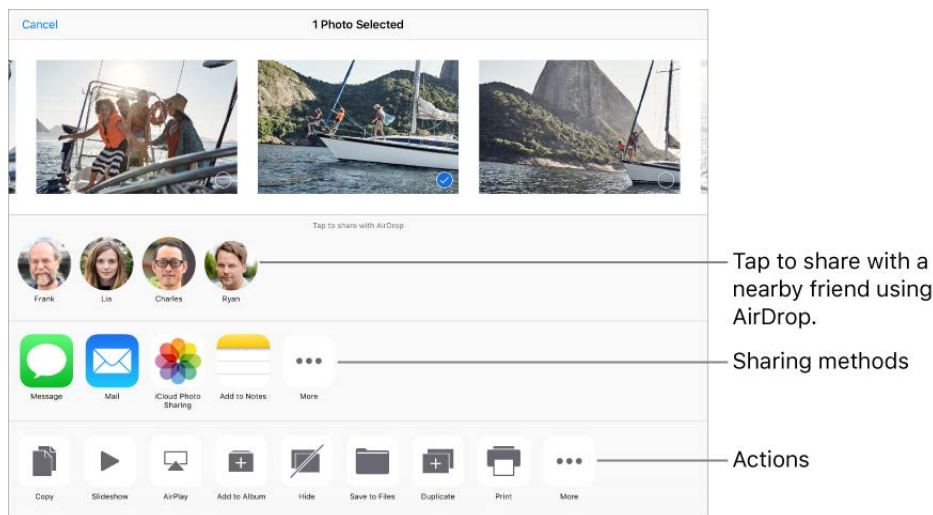 Cancel
1 Photo Selected
Tap to share with AirDrop
Frank
Lia
Charles
Ryan
Tap to share with a
nearby friend using
AirDrop.
Message
Mail
iCloud Photo
Sharing
Add to Notes
More
Sharing methods
Copy
Slideshow
AirPlay
Add to Album
Hide
Save to Files
Duplicate
Print
More
Actions